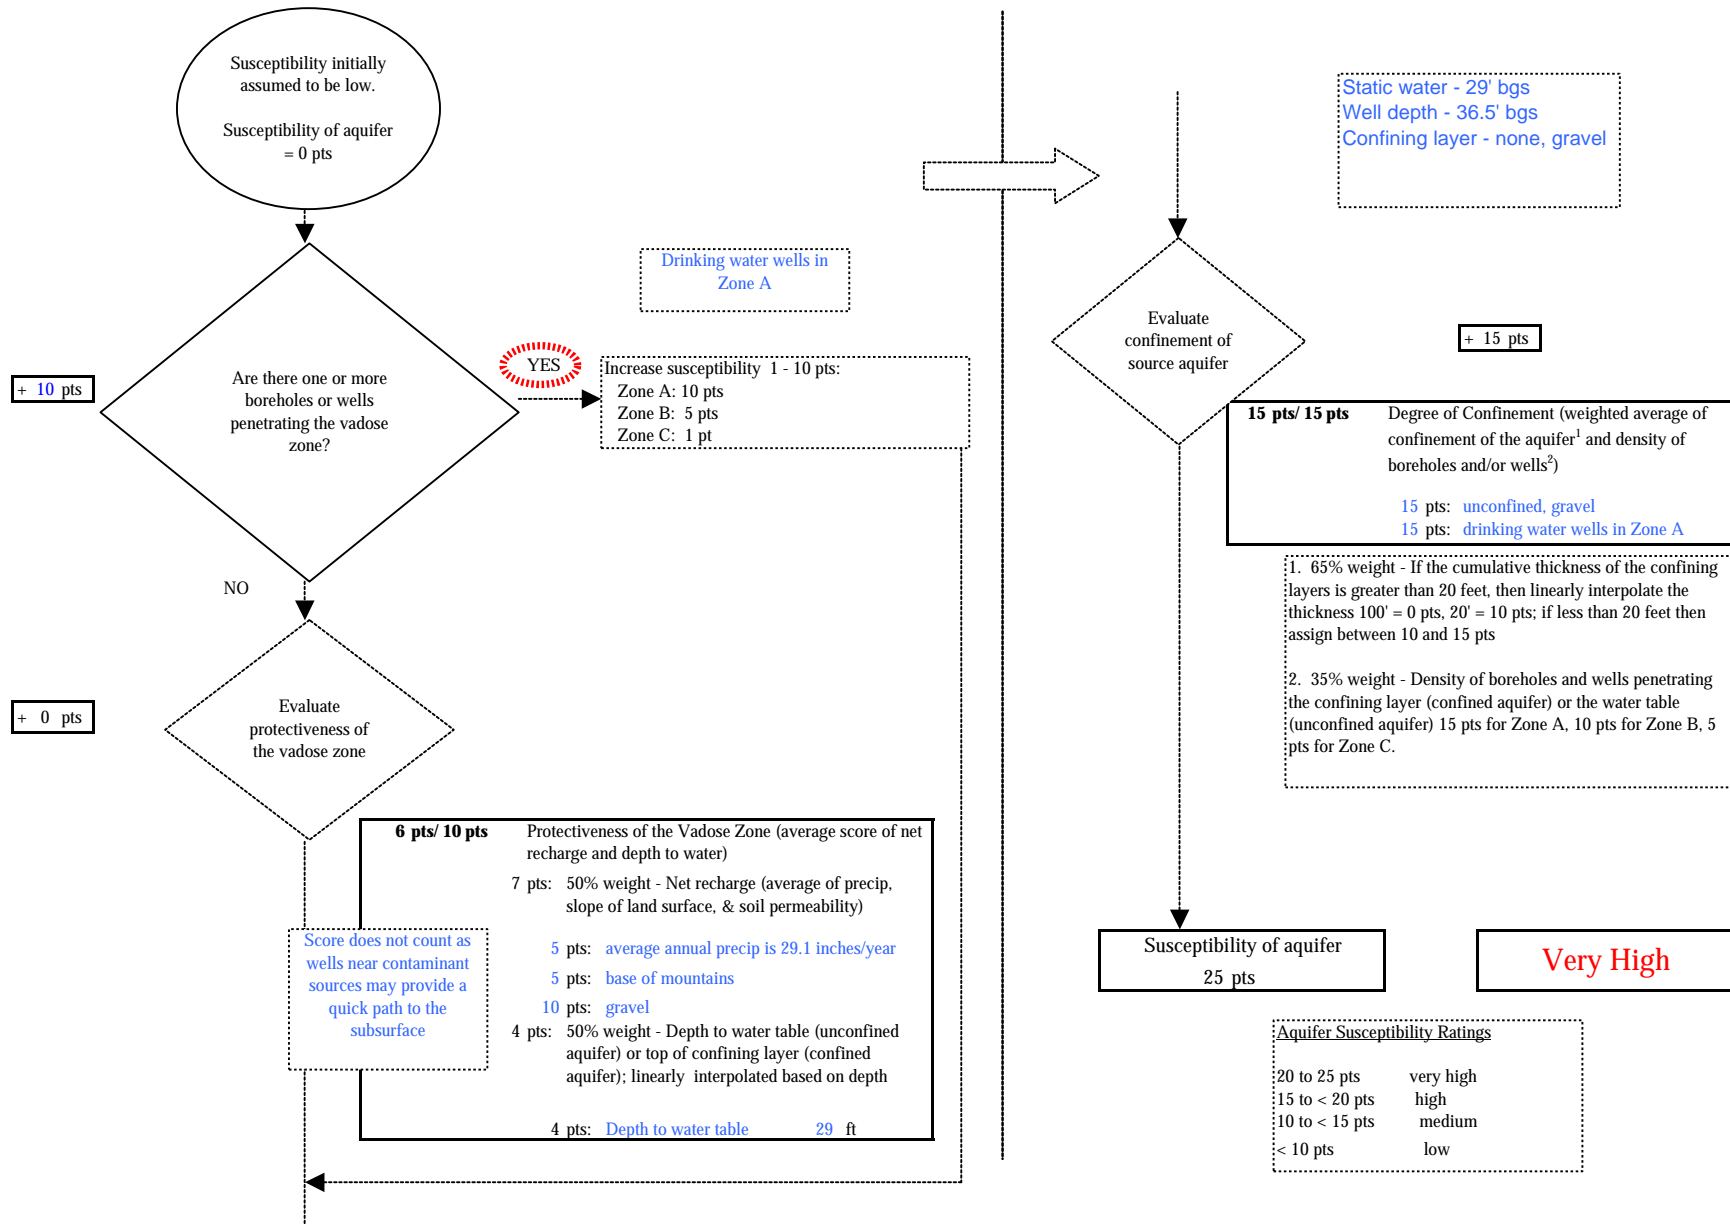 Susceptibility initially
assumed to be low.
Susceptibility of aquifer
= 0 pts
Drinking water wells in
Zone A
+ 10 pts
Are there one or more
boreholes or wells
penetrating the vadose
zone?
YES
Increase susceptibility 1 - 10 pts:
Zone A: 10 pts
Zone B: 5 pts
Zone C: 1 pt
NO
+ 0 pts
Evaluate
protectiveness of
the vadose zone
6 pts/ 10 pts Protectiveness of the Vadose Zone (average score of net
recharge and depth to water)
7 pts: 50% weight - Net recharge (average of precip,
slope of land surface, & soil permeability)
5 pts: average annual precip is 29.1 inches/year
5 pts: base of mountains
10 pts: gravel
4 pts: 50% weight - Depth to water table (unconfined
aquifer) or top of confining layer (confined
aquifer); linearly interpolated based on depth
4 pts: Depth to water table 29 ft
Score does not count as
wells near contaminant
sources may provide a
quick path to the
subsurface
Static water - 29' bgs
Well depth - 36.5' bgs
Confining layer - none, gravel
Evaluate
confinement of
source aquifer
+ 15 pts
15 pts/ 15 pts Degree of Confinement (weighted average of
confinement of the aquifer1 and density of
boreholes and/or wells2)
15 pts: unconfined, gravel
15 pts: drinking water wells in Zone A
1. 65% weight - If the cumulative thickness of the confining
layers is greater than 20 feet, then linearly interpolate the
thickness 100' = 0 pts, 20' = 10 pts; if less than 20 feet then
assign between 10 and 15 pts
2. 35% weight - Density of boreholes and wells penetrating
the confining layer (confined aquifer) or the water table
(unconfined aquifer) 15 pts for Zone A, 10 pts for Zone B, 5
pts for Zone C.
Susceptibility of aquifer
25 pts
Very High
Aquifer Susceptibility Ratings
20 to 25 pts very high
15 to < 20 pts high
10 to < 15 pts medium
< 10 pts low